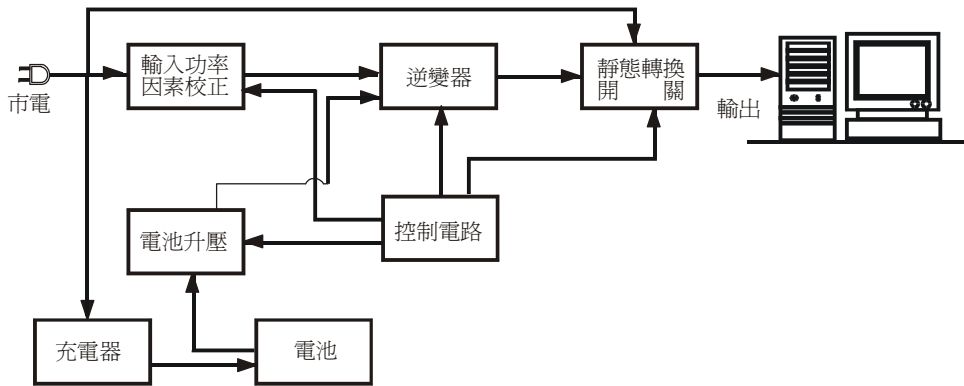 市電
輸入功率
因素校正
逆變器
靜態轉換
開 關
輸出
電池升壓
控制電路
充電器
電池